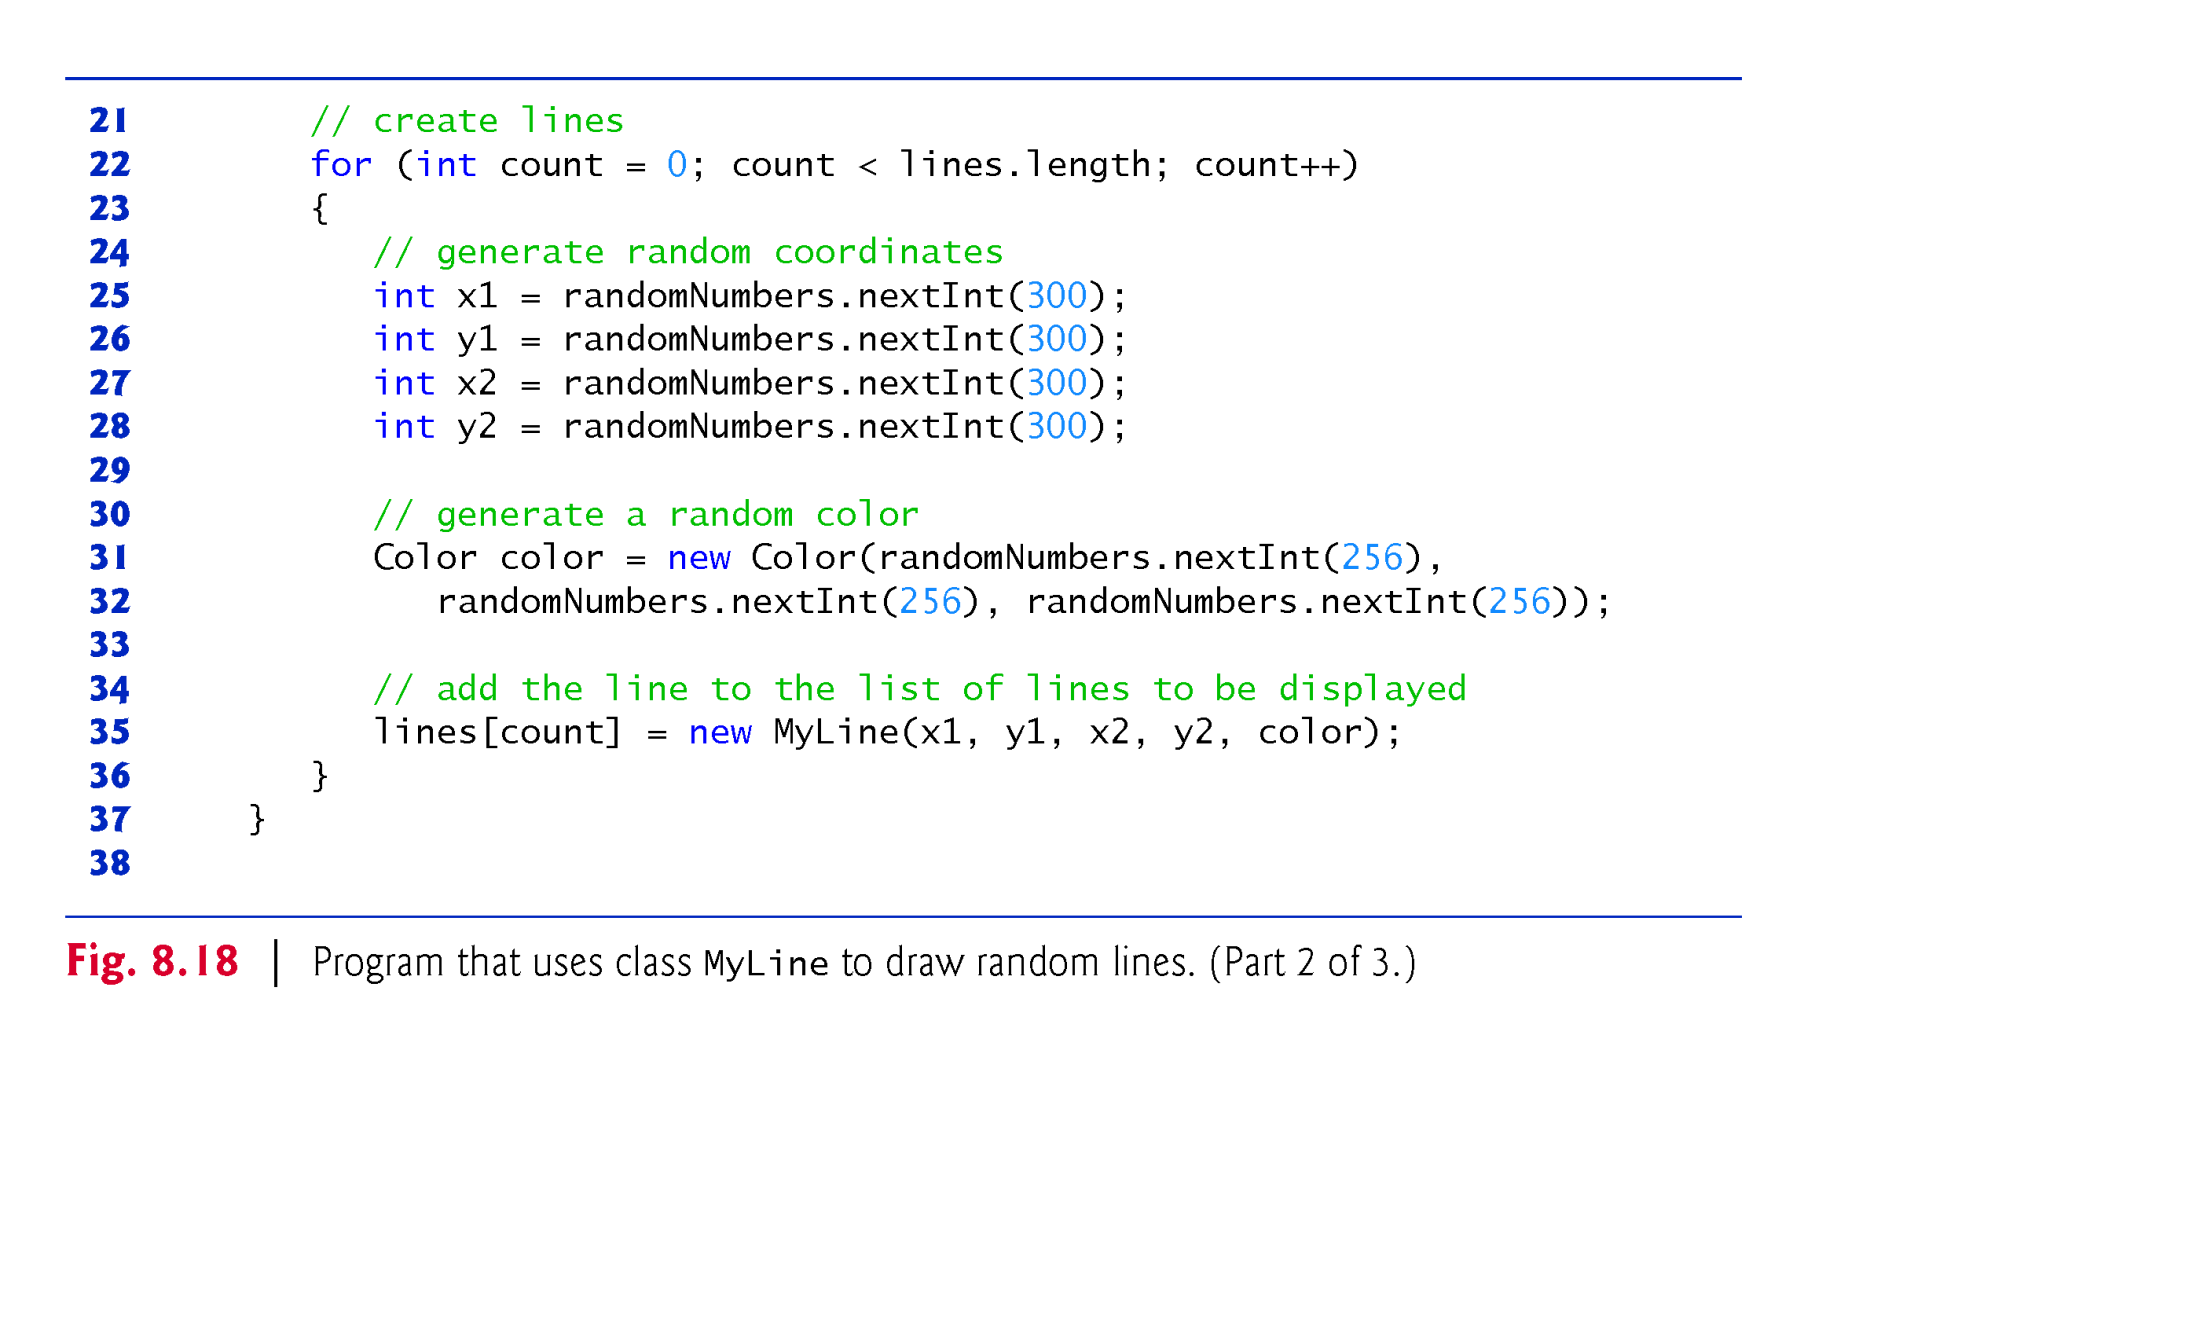 21 // create lines
22 for (int count = 0; count < lines.length; count++)
23 {
24 // generate random coordinates
25 int x1 = randomNumbers.nextInt(300);
26 int y1 = randomNumbers.nextInt(300);
27 int x2 = randomNumbers.nextInt(300);
28 int y2 = randomNumbers.nextInt(300);
29
30 // generate a random color
31 Color color = new Color(randomNumbers.nextInt(256),
32 randomNumbers.nextInt(256), randomNumbers.nextInt(256));
33
34 // add the line to the list of lines to be displayed
35 lines[count] = new MyLine(x1, y1, x2, y2, color);
36 }
37 }
38
Fig. 8.18 | Program that uses class MyLine to draw random lines. (Part 2 of 3.)